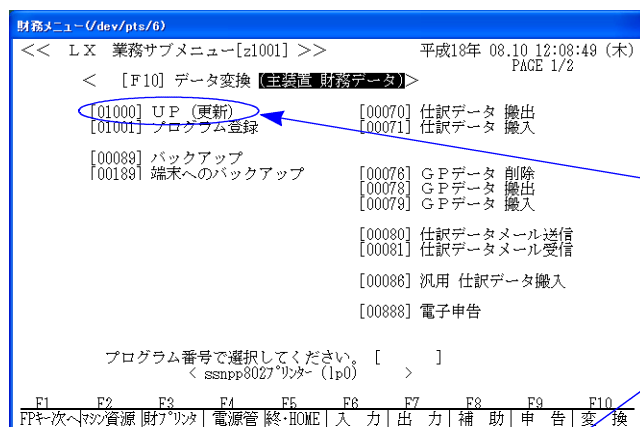 財務メニュー(/dev/pts/6)
<< ＬＸ 業務サブメニュー[z1001] >> 平成18年 08.10 12:08:49 (木)
PAGE 1/2
< [F10] データ変換 (主装置 財務データ)>
[01000] ＵＰ (更新) [00070] 仕訳データ 搬出
[01001] プログラム登録 [00071] 仕訳データ 搬入
[00089] バックアップ
[00189] 端末へのバックアップ [00076] ＧＰデータ 削除
[00078] ＧＰデータ 搬出
[00079] ＧＰデータ 搬入
[00080] 仕訳データメール送信
[00081] 仕訳データメール受信
[00086] 汎用 仕訳データ搬入
[00888] 電子申告
プログラム番号で選択してください。 [ ]
< ssnpp802ﾌﾟﾘﾝﾀｰ (lp0) >
F1 F2 F3 F4 F5 F6 F7 F8 F9 F10
FPｷｰ次へ|ﾏｼﾝ資源|財ﾌﾟﾘﾝﾀ|電源管|終･HOME|入 力|出 力|補 助|申 告|変 換